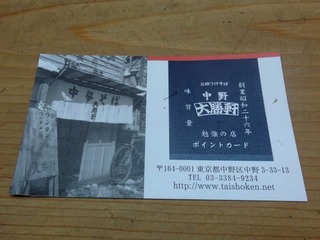 中華そば
元祖つけそば
創業昭和二十六年
中野
大勝軒
味
質
量
勉強の店
ポイントカード
〒164-0001 東京都中野区中野 3-33-13
TEL 03-3384-9234
http://www.taishoken.net